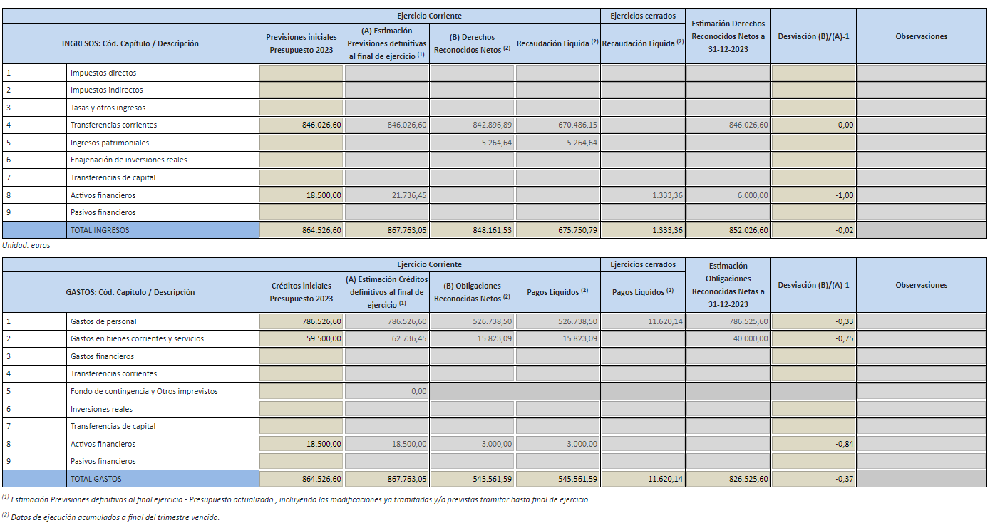 Ejercicio Corriente Ejercicios cerrados
INGRESOS: Cód. Capítulo / Descripción Previsiones iniciales Presupuesto 2023 (A) Estimación Previsiones definitivas al final de ejercicio (1) (B) Derechos Reconocidos Netos (2) Recaudación Liquida (2) Recaudación Liquida (2) Estimación Derechos Reconocidos Netos a 31-12-2023 Desviación (B)/(A)-1 Observaciones
1 Impuestos directos
2 Impuestos indirectos
3 Tasas y otros ingresos
4 Transferencias corrientes 846.026,60 846.026,60 842.896,89 670.486,15 846.026,60 0,00
5 Ingresos patrimoniales 5.264,64 5.264,64
6 Enajenación de inversiones reales
7 Transferencias de capital
8 Activos financieros 18.500,00 21.736,45 1.333,36 6.000,00 -1,00
9 Pasivos financieros
TOTAL INGRESOS 864.526,60 867.763,05 848.161,53 675.750,79 1.333,36 852.026,60 -0,02
Unidad: euros
Ejercicio Corriente Ejercicios cerrados
GASTOS: Cód. Capítulo / Descripción Créditos iniciales Presupuesto 2023 (A) Estimación Créditos definitivos al final de ejercicio (1) (B) Obligaciones Reconocidas Netos (2) Pagos Liquidos (2) Pagos Liquidos (2) Estimación Obligaciones Reconocidas Netas a 31-12-2023 Desviación (B)/(A)-1 Observaciones
1 Gastos de personal 786.526,60 786.526,60 526.738,50 526.738,50 11.620,14 786.525,60 -0,33
2 Gastos en bienes corrientes y servicios 59.500,00 62.736,45 15.823,09 15.823,09 40.000,00 -0,75
3 Gastos financieros
4 Transferencias corrientes
5 Fondo de contingencia y Otros imprevistos 0,00
6 Inversiones reales
7 Transferencias de capital
8 Activos financieros 18.500,00 18.500,00 3.000,00 3.000,00 -0,84
9 Pasivos financieros
TOTAL GASTOS 864.526,60 867.763,05 545.561,59 545.561,59 11.620,14 826.525,60 -0,37
(1) Estimación Previsiones definitivas al final ejercicio - Presupuesto actualizado , incluyendo las modificaciones ya tramitadas y/o previstas tramitar hasta final de ejercicio
(2) Datos de ejecución acumulados a final del trimestre vencido.